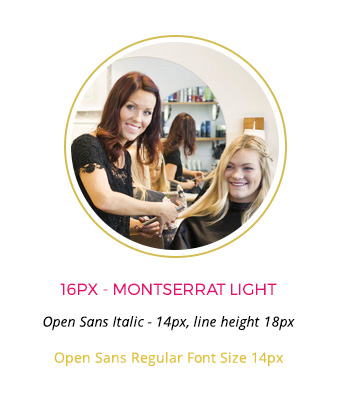 16PX - MONTSERRAT LIGHT
Open Sans Italic - 14px, line height 18px
Open Sans Regular Font Size 14px